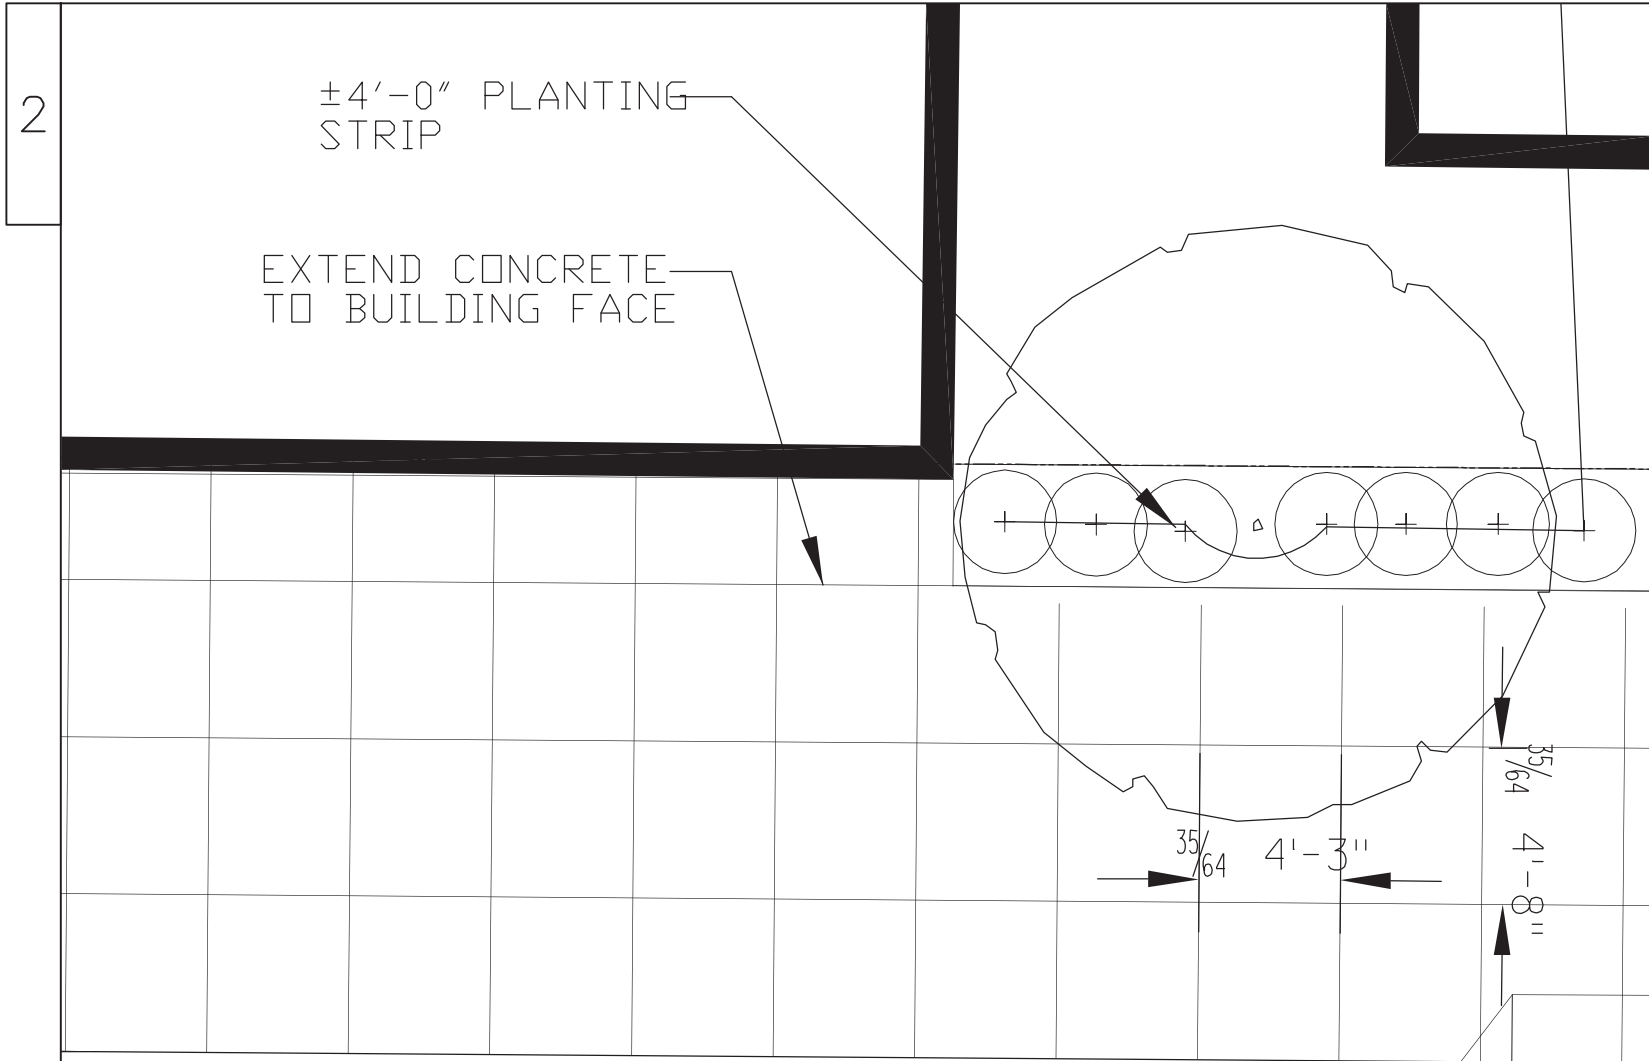 2
±4'-0" PLANTING
STRIP
EXTEND CONCRETE
TO BUILDING FACE
35/64 4'-3"
35/64 4'-8"